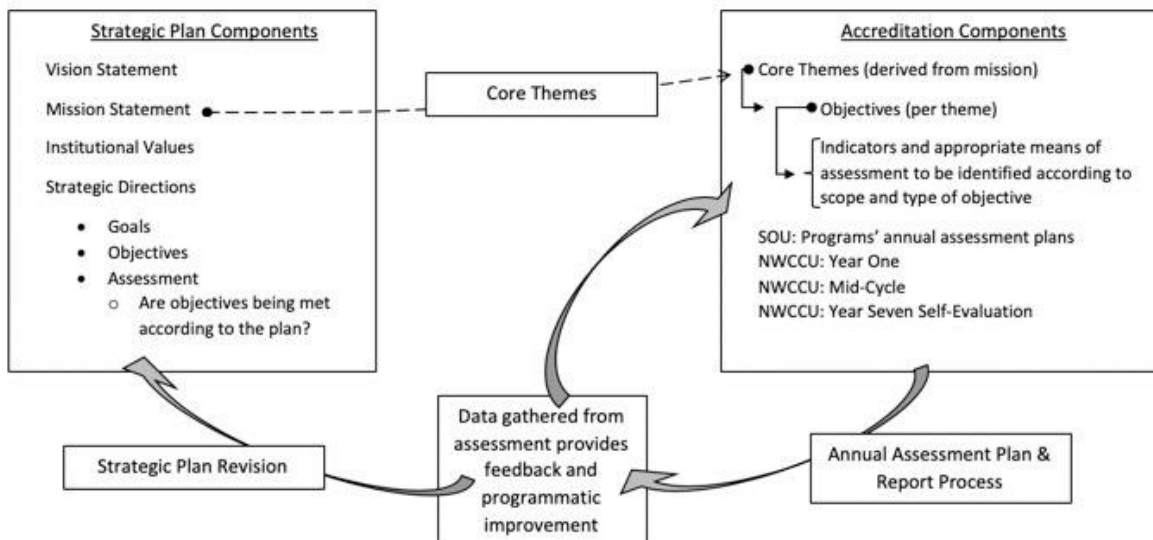 Strategic Plan Components
Vision Statement
Mission Statement
Institutional Values
Strategic Directions
• Goals
• Objectives
• Assessment
o Are objectives being met
according to the plan?
Core Themes
Accreditation Components
Core Themes (derived from mission)
Objectives (per theme)
Indicators and appropriate means of
assessment to be identified according to
scope and type of objective
SOU: Programs’ annual assessment plans
NWCCU: Year One
NWCCU: Mid-Cycle
NWCCU: Year Seven Self-Evaluation
Strategic Plan Revision
Data gathered from
assessment provides
feedback and
programmatic
improvement
Annual Assessment Plan &
Report Process